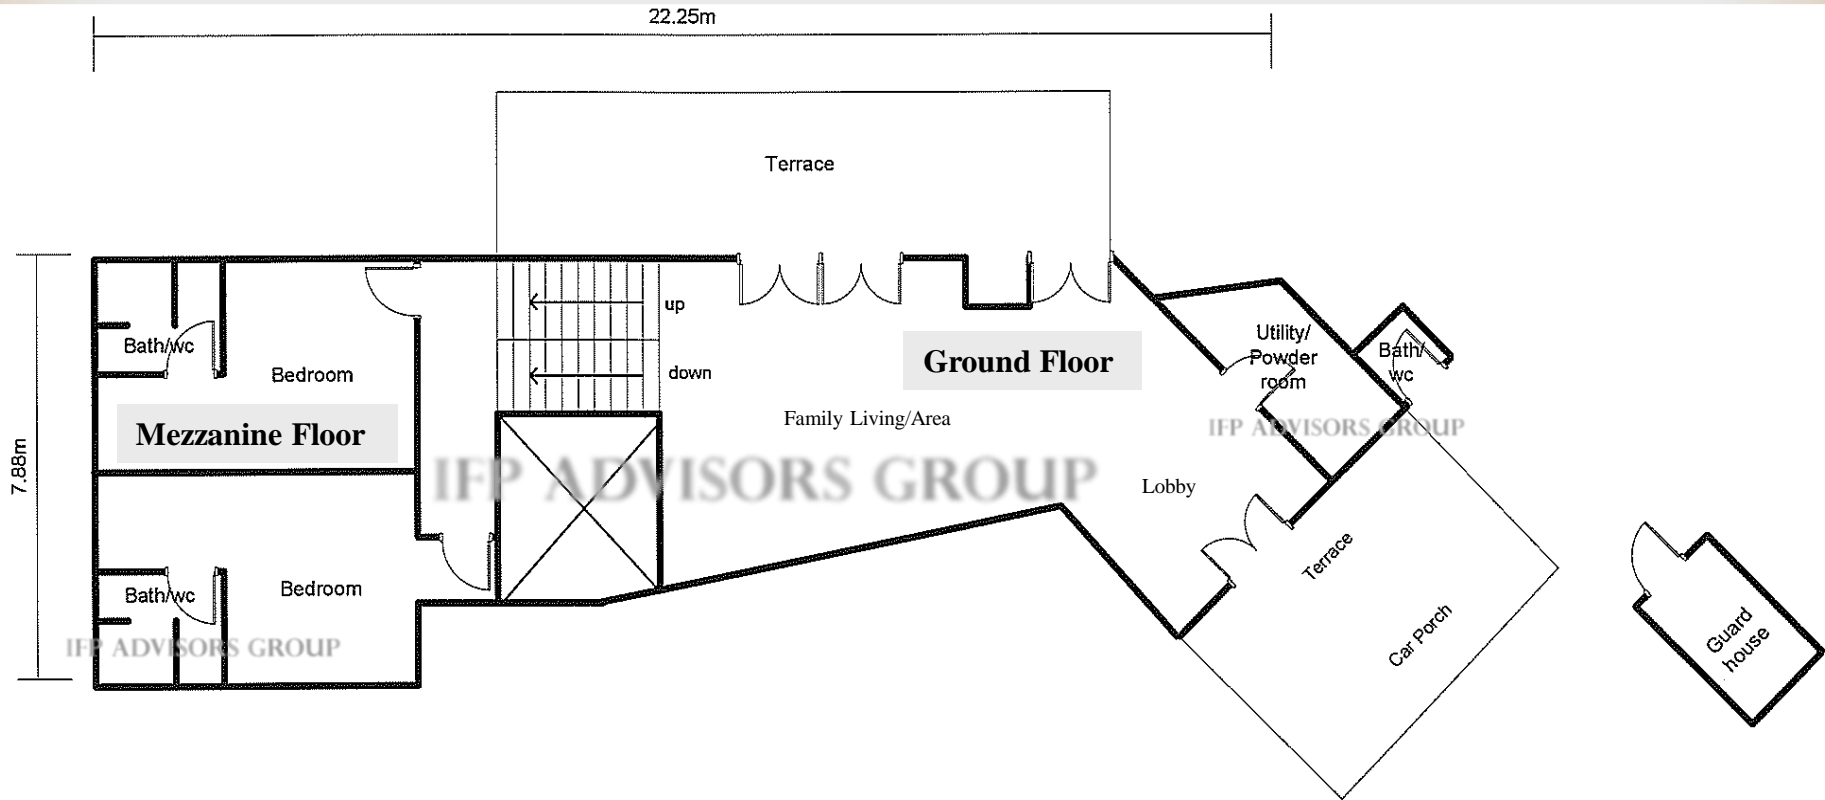 22.25m
Terrace
up
down
Bath/wc
Bedroom
Mezzanine Floor
7.88m
Ground Floor
Family Living/Area
Utility/
Powder
room
Bath/
wc
IFP ADVISORS GROUP
IFP ADVISORS GROUP
Lobby
Bedroom
Bath/wc
IFP ADVISORS GROUP
Terrace
Car Porch
Guard
house